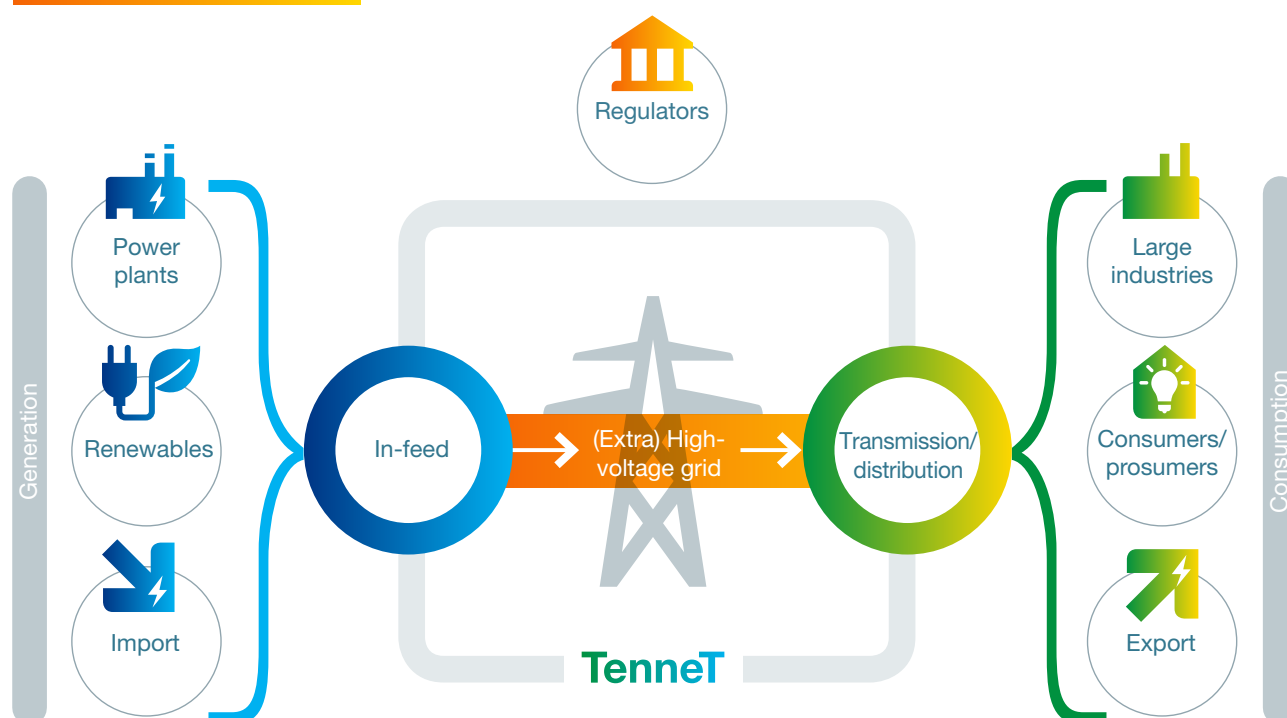 Regulators
Generation
Power
plants
Renewables
Import
In-feed
(Extra) High-
voltage grid
Transmission/
distribution
TenneT
Large
industries
Consumers/
prosumers
Export
Consumption